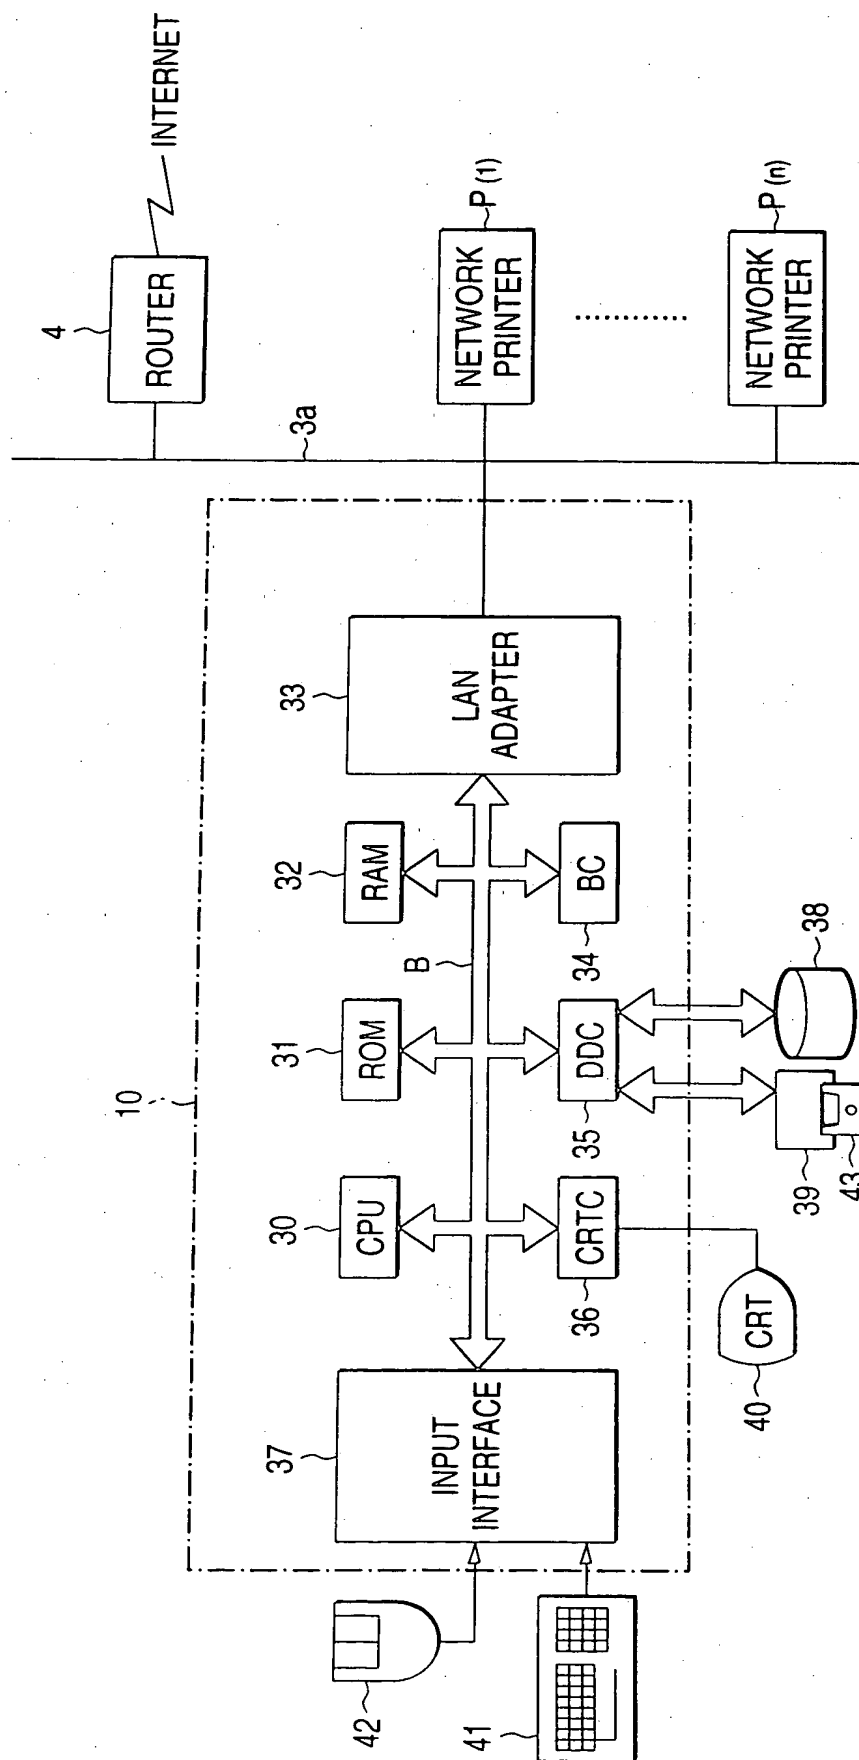 10
30
CPU
31
ROM
32
RAM
B
37
INPUT
INTERFACE
33
LAN
ADAPTER
36
CRTC
35
DDC
34
BC
42
41
40
CRT
39
43
38
3a
4
ROUTER
INTERNET
NETWORK
PRINTER
P(1)
NETWORK
PRINTER
P(n)